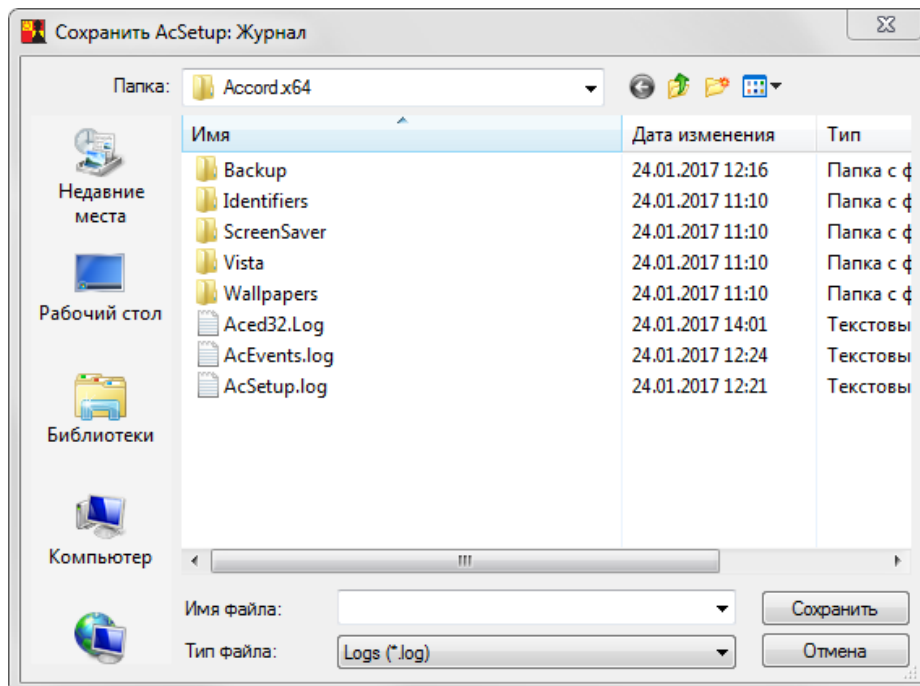 Сохранить AcSetup: Журнал
Папка: Accord.x64
Имя Дата изменения Тип
Backup 24.01.2017 12:16 Папка с ф
Identifiers 24.01.2017 11:10 Папка с ф
ScreenSaver 24.01.2017 11:10 Папка с ф
Vista 24.01.2017 11:10 Папка с ф
Wallpapers 24.01.2017 11:10 Папка с ф
Aced32.Log 24.01.2017 14:01 Текстовы
AcEvents.log 24.01.2017 12:24 Текстовы
AcSetup.log 24.01.2017 12:21 Текстовы
Недавние
места
Рабочий стол
Библиотеки
Компьютер
Имя файла: Сохранить
Тип файла: Logs (*.log) Отмена